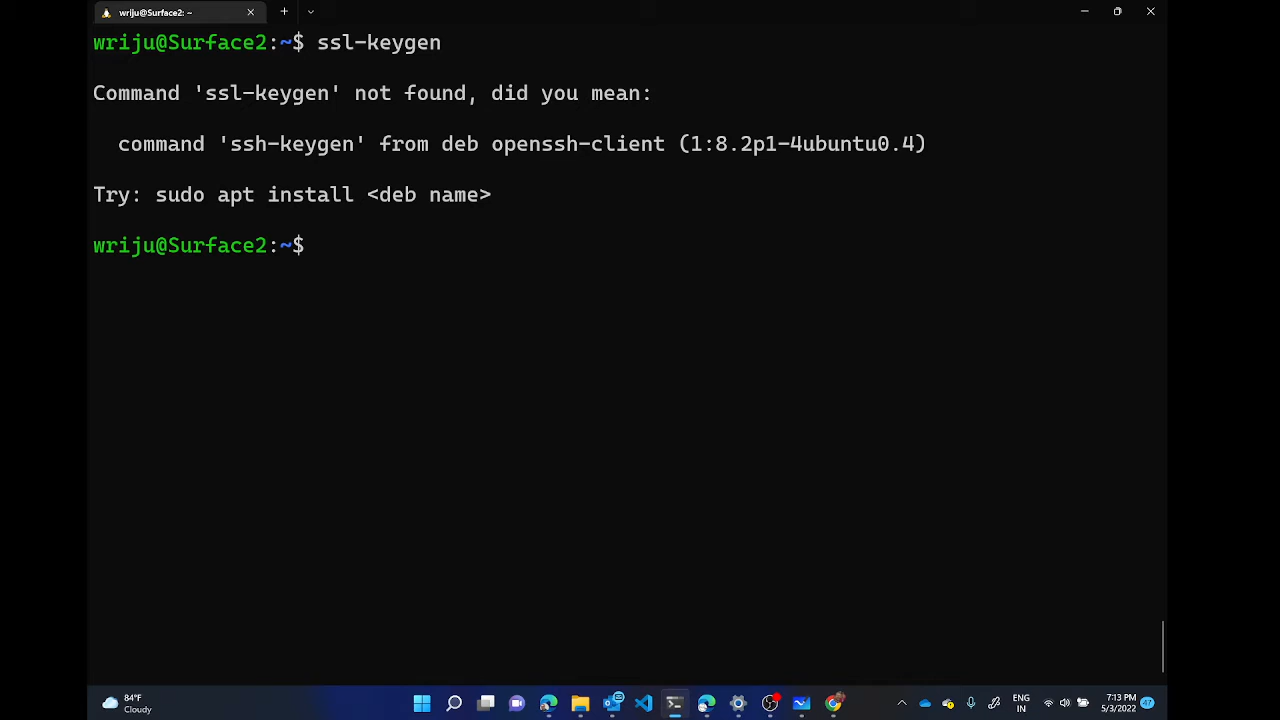 wriju@Surface2: ~
wriju@Surface2:~$ ssl-keygen
Command 'ssl-keygen' not found, did you mean:
command 'ssh-keygen' from deb openssh-client (1:8.2p1-4ubuntu0.4)
Try: sudo apt install <deb name>
wriju@Surface2:~$
84°F
Cloudy
ENG
IN
7:13 PM
5/3/2022
47